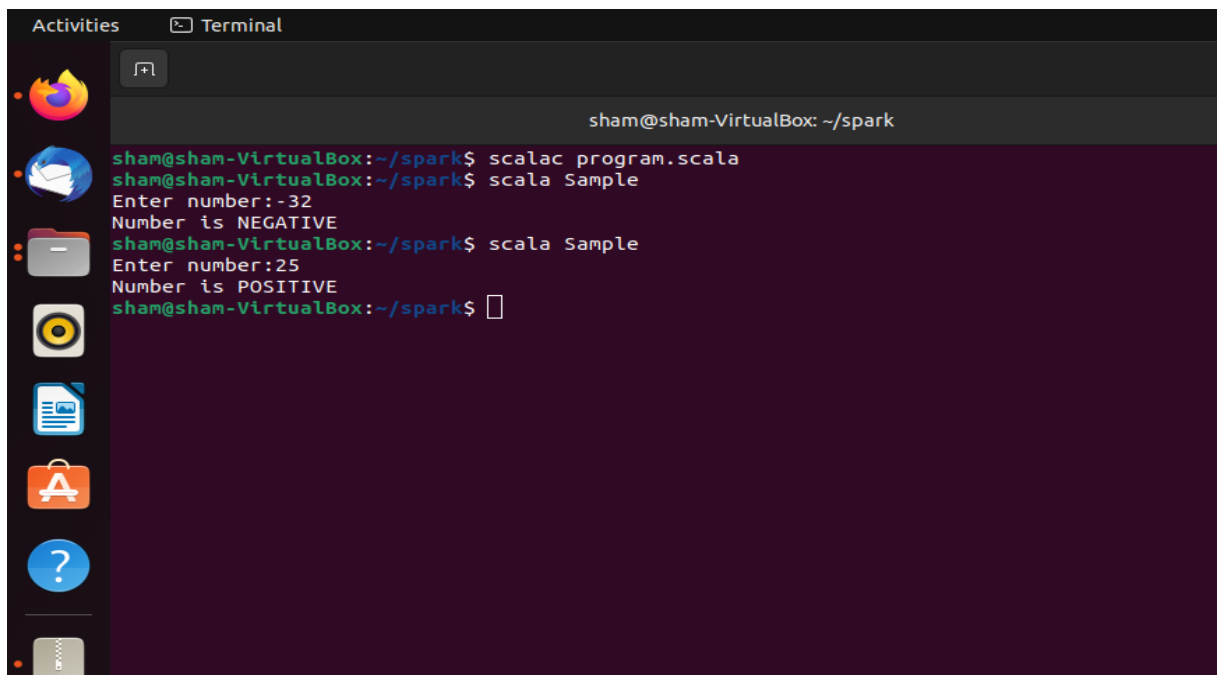 Activities Terminal
sham@sham-VirtualBox: ~/spark
sham@sham-VirtualBox:~/spark$ scalac program.scala
sham@sham-VirtualBox:~/spark$ scala Sample
Enter number:-32
Number is NEGATIVE
sham@sham-VirtualBox:~/spark$ scala Sample
Enter number:25
Number is POSITIVE
sham@sham-VirtualBox:~/spark$